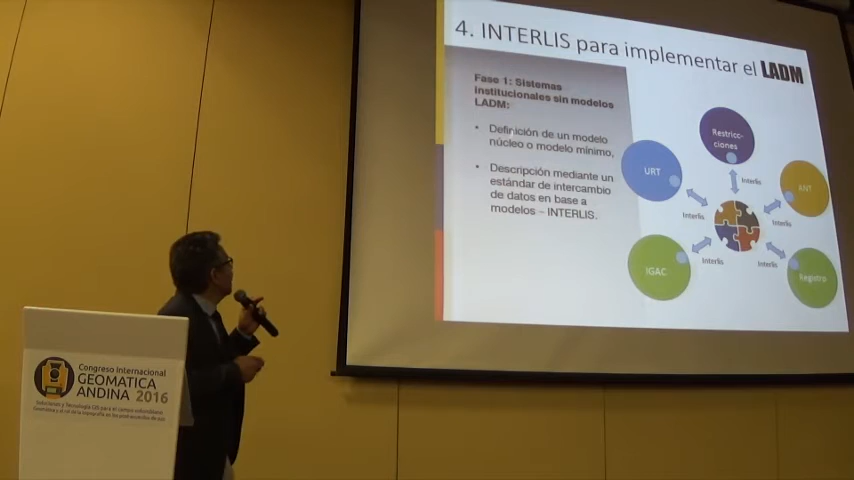 4. INTERLIS para implementar el LADM
Fase 1: Sistemas
institucionales sin modelos
LADM:
• Definición de un modelo
núcleo o modelo mínimo,
• Descripción mediante un
estándar de intercambio
de datos en base a
modelos – INTERLIS.
Restricc-
ciones
URT
ANT
Interlis
Interlis
Interlis
IGAC
Interlis
Interlis
Registro
Congreso Internacional
GEOMATICA
ANDINA 2016